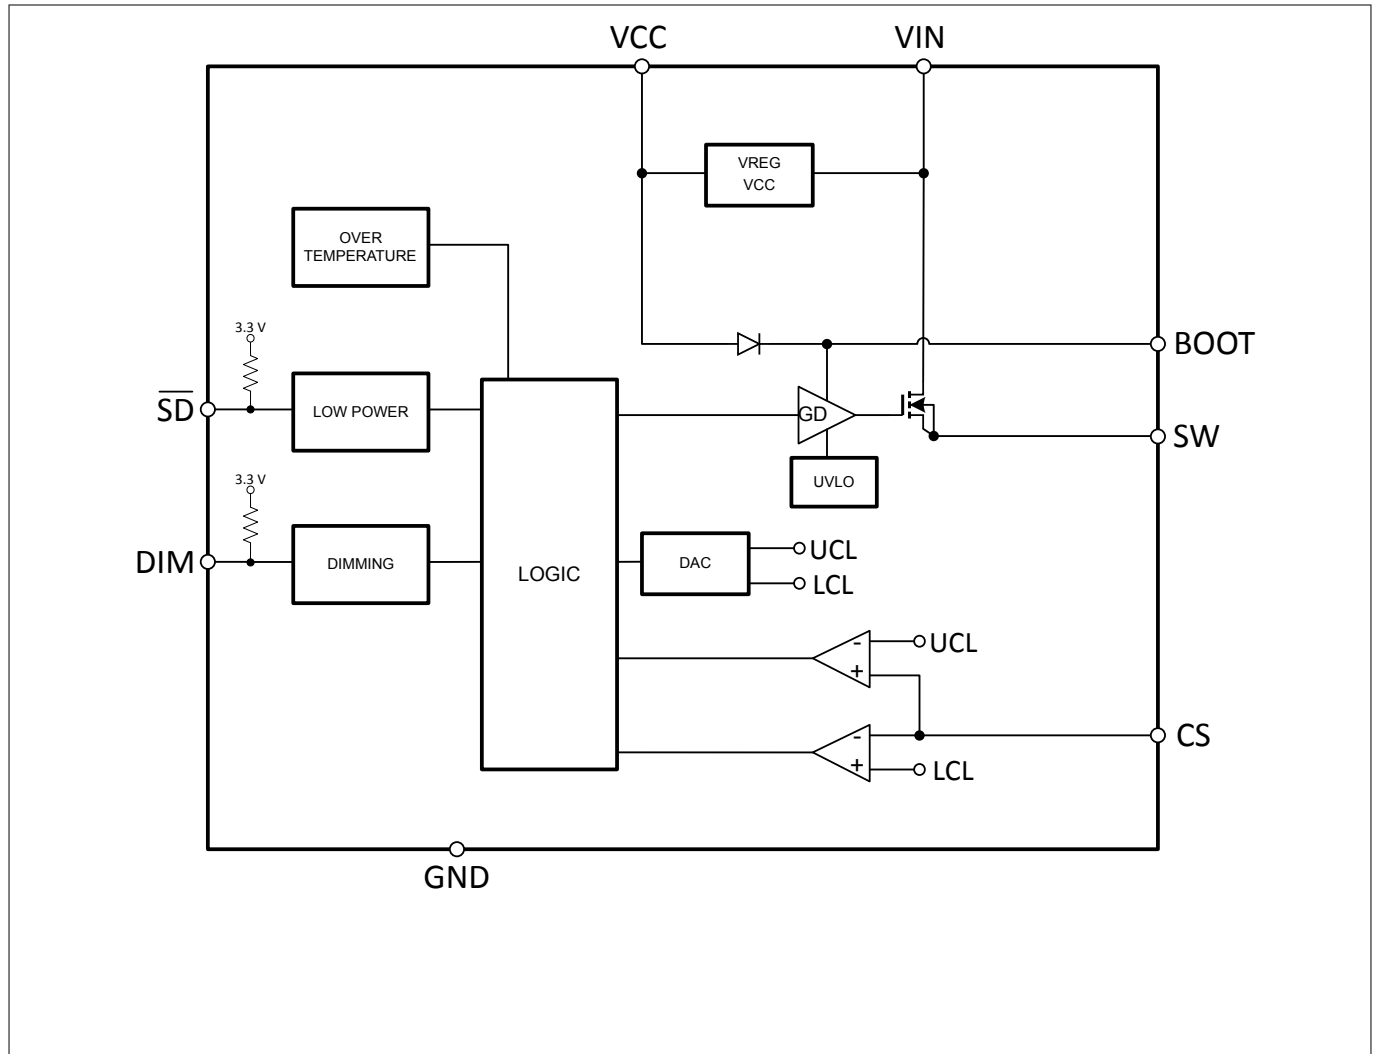 VCC
VIN
VREG
VCC
OVER
TEMPERATURE
3.3 V
BOOT
SD
LOW POWER
GD
SW
UVLO
3.3 V
DIM
DIMMING
LOGIC
DAC
UCL
LCL
-
UCL
+
-
CS
+
LCL
GND